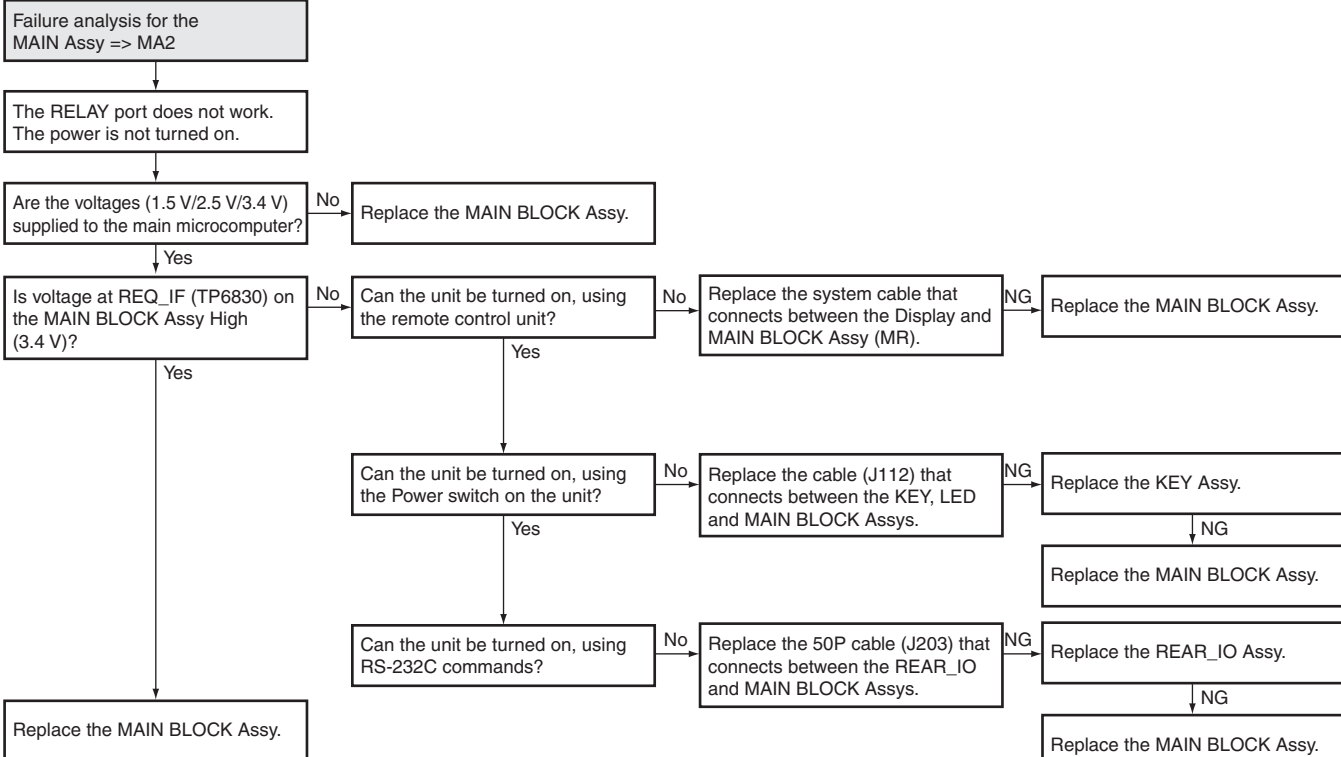 Failure analysis for the
MAIN Assy => MA2
The RELAY port does not work.
The power is not turned on.
Are the voltages (1.5 V/2.5 V/3.4 V)
supplied to the main microcomputer?
No
Replace the MAIN BLOCK Assy.
Yes
Is voltage at REQ_IF (TP6830) on
the MAIN BLOCK Assy High
(3.4 V)?
No
Can the unit be turned on, using
the remote control unit?
No
Replace the system cable that
connects between the Display and
MAIN BLOCK Assy (MR).
NG
Replace the MAIN BLOCK Assy.
Yes
Yes
Can the unit be turned on, using
the Power switch on the unit?
No
Replace the cable (J112) that
connects between the KEY, LED
and MAIN BLOCK Assys.
NG
Replace the KEY Assy.
NG
Replace the MAIN BLOCK Assy.
Yes
Can the unit be turned on, using
RS-232C commands?
No
Replace the 50P cable (J203) that
connects between the REAR_IO
and MAIN BLOCK Assys.
NG
Replace the REAR_IO Assy.
NG
Replace the MAIN BLOCK Assy.
Replace the MAIN BLOCK Assy.